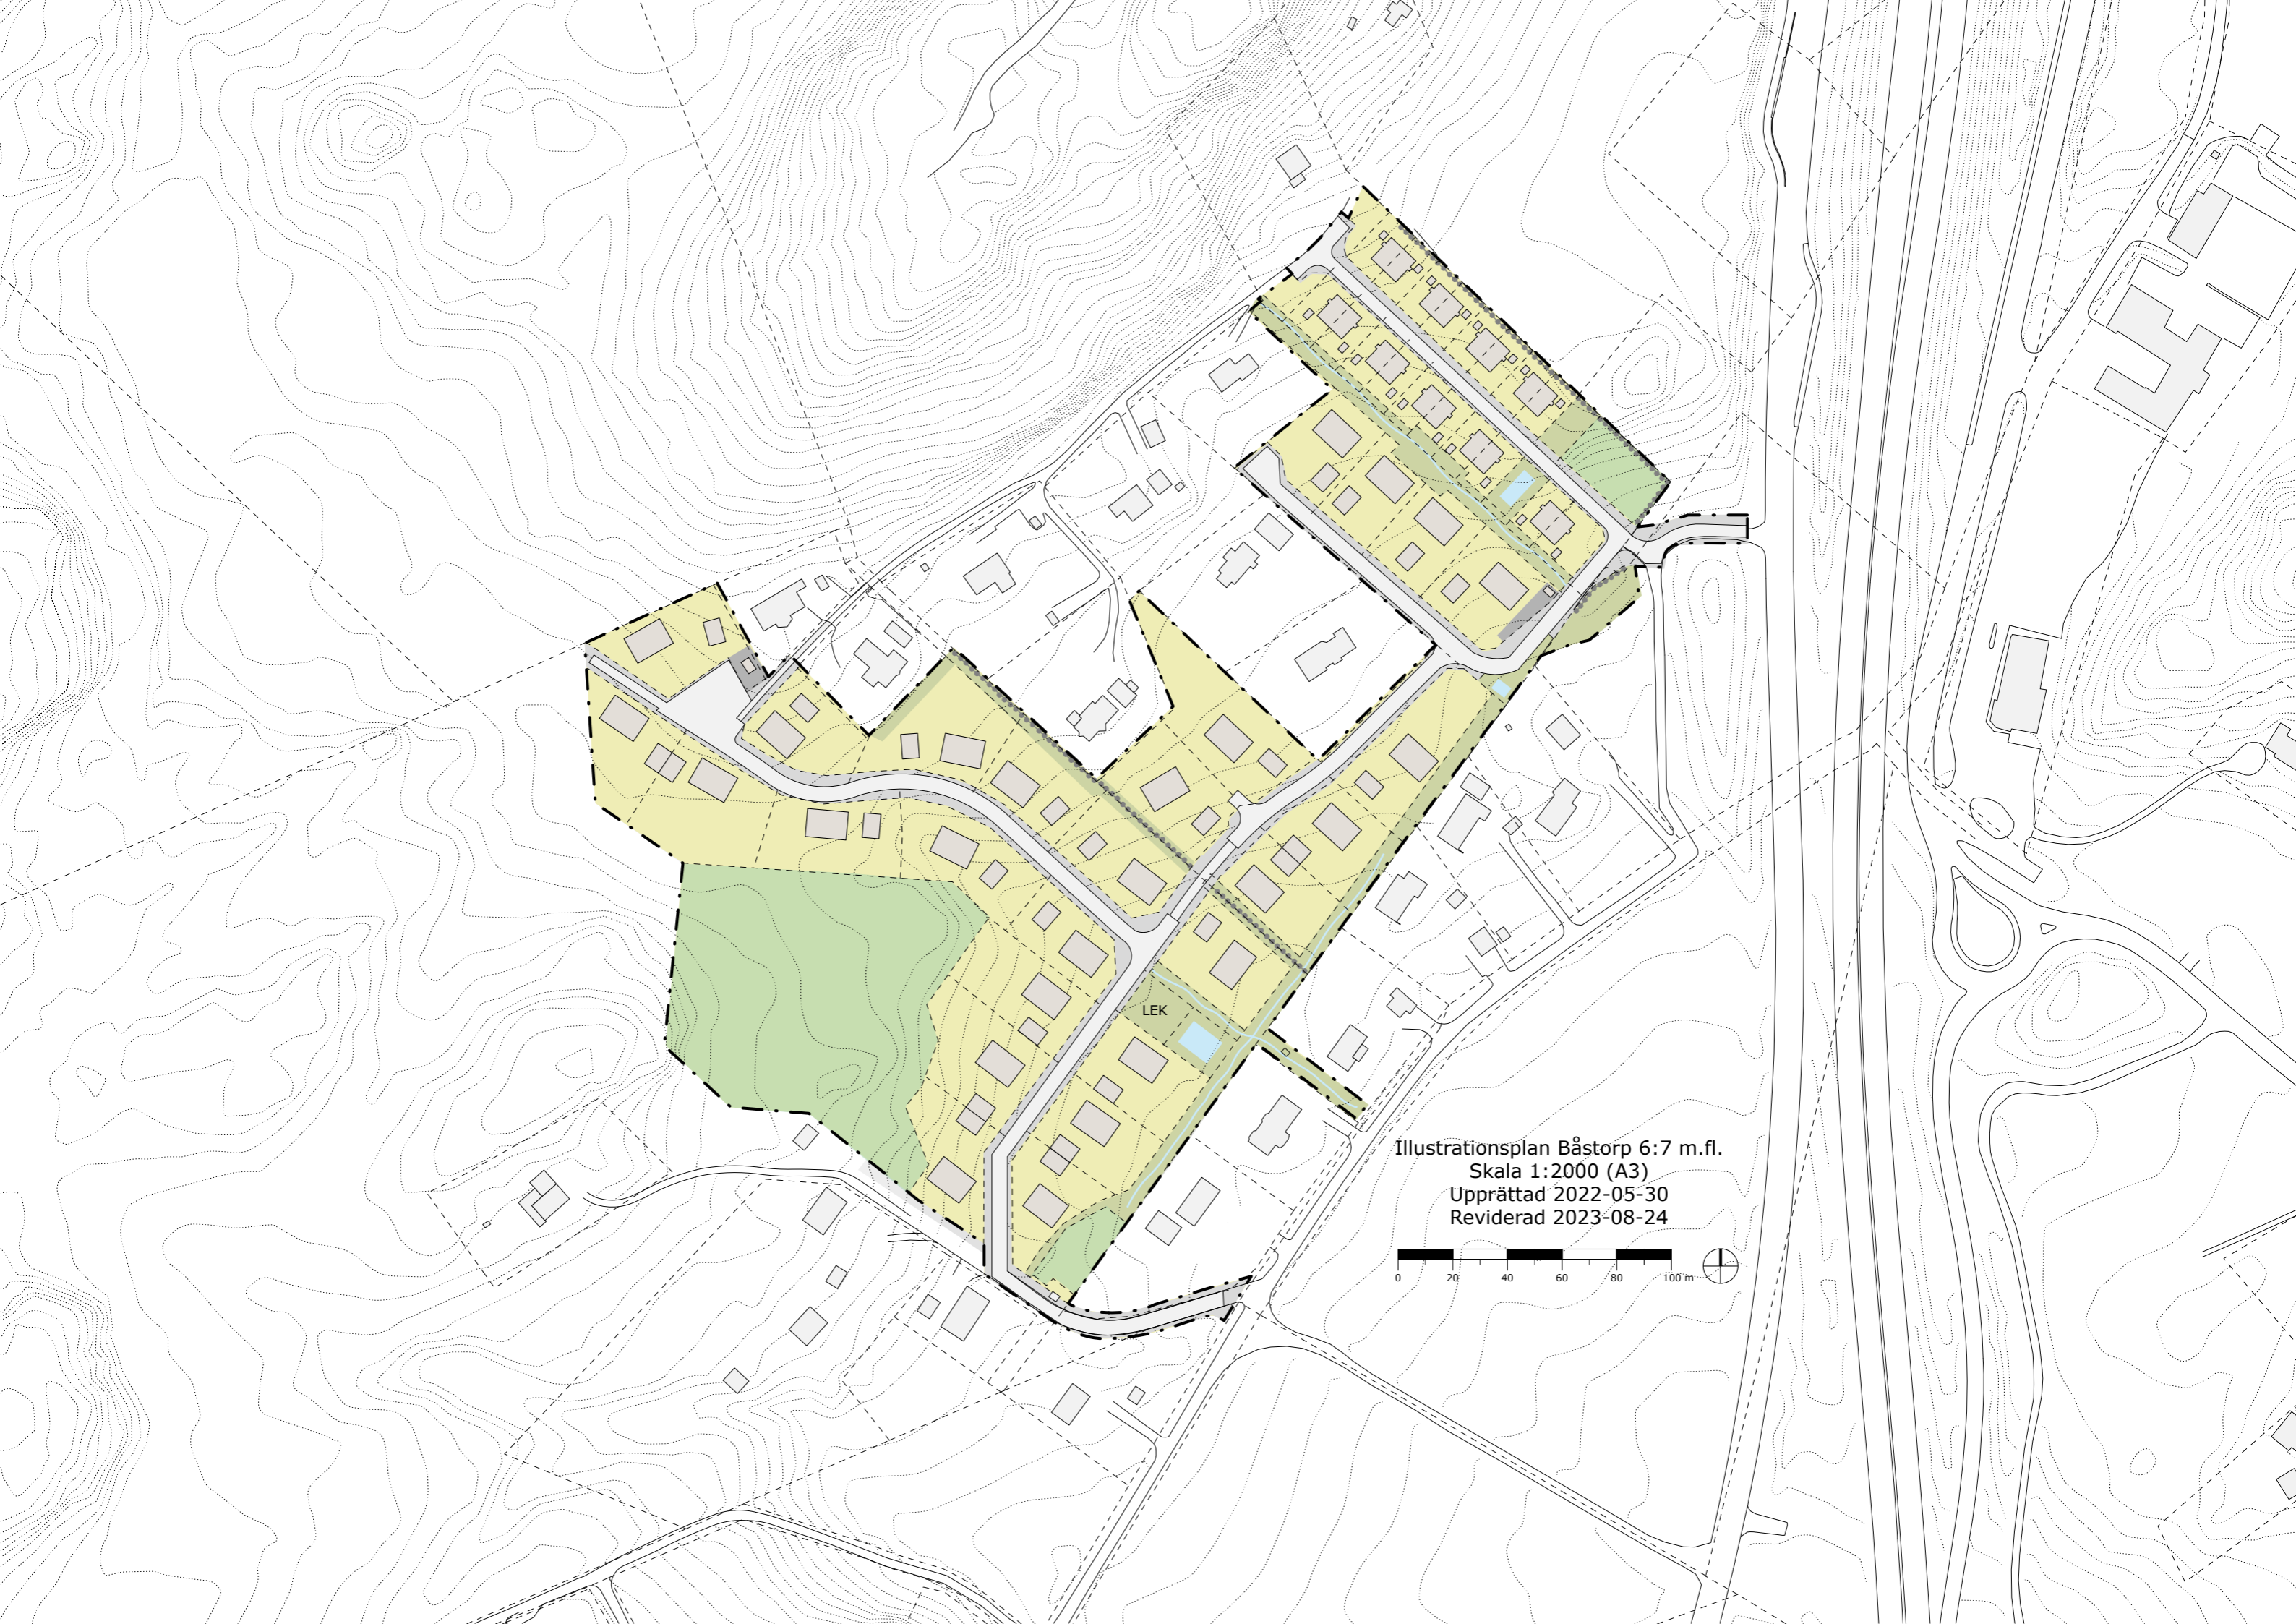 LEK
Illustrationsplan Båstorp 6:7 m.fl.
Skala 1:2000 (A3)
Upprättad 2022-05-30
Reviderad 2023-08-24
0 20 40 60 80 100 m